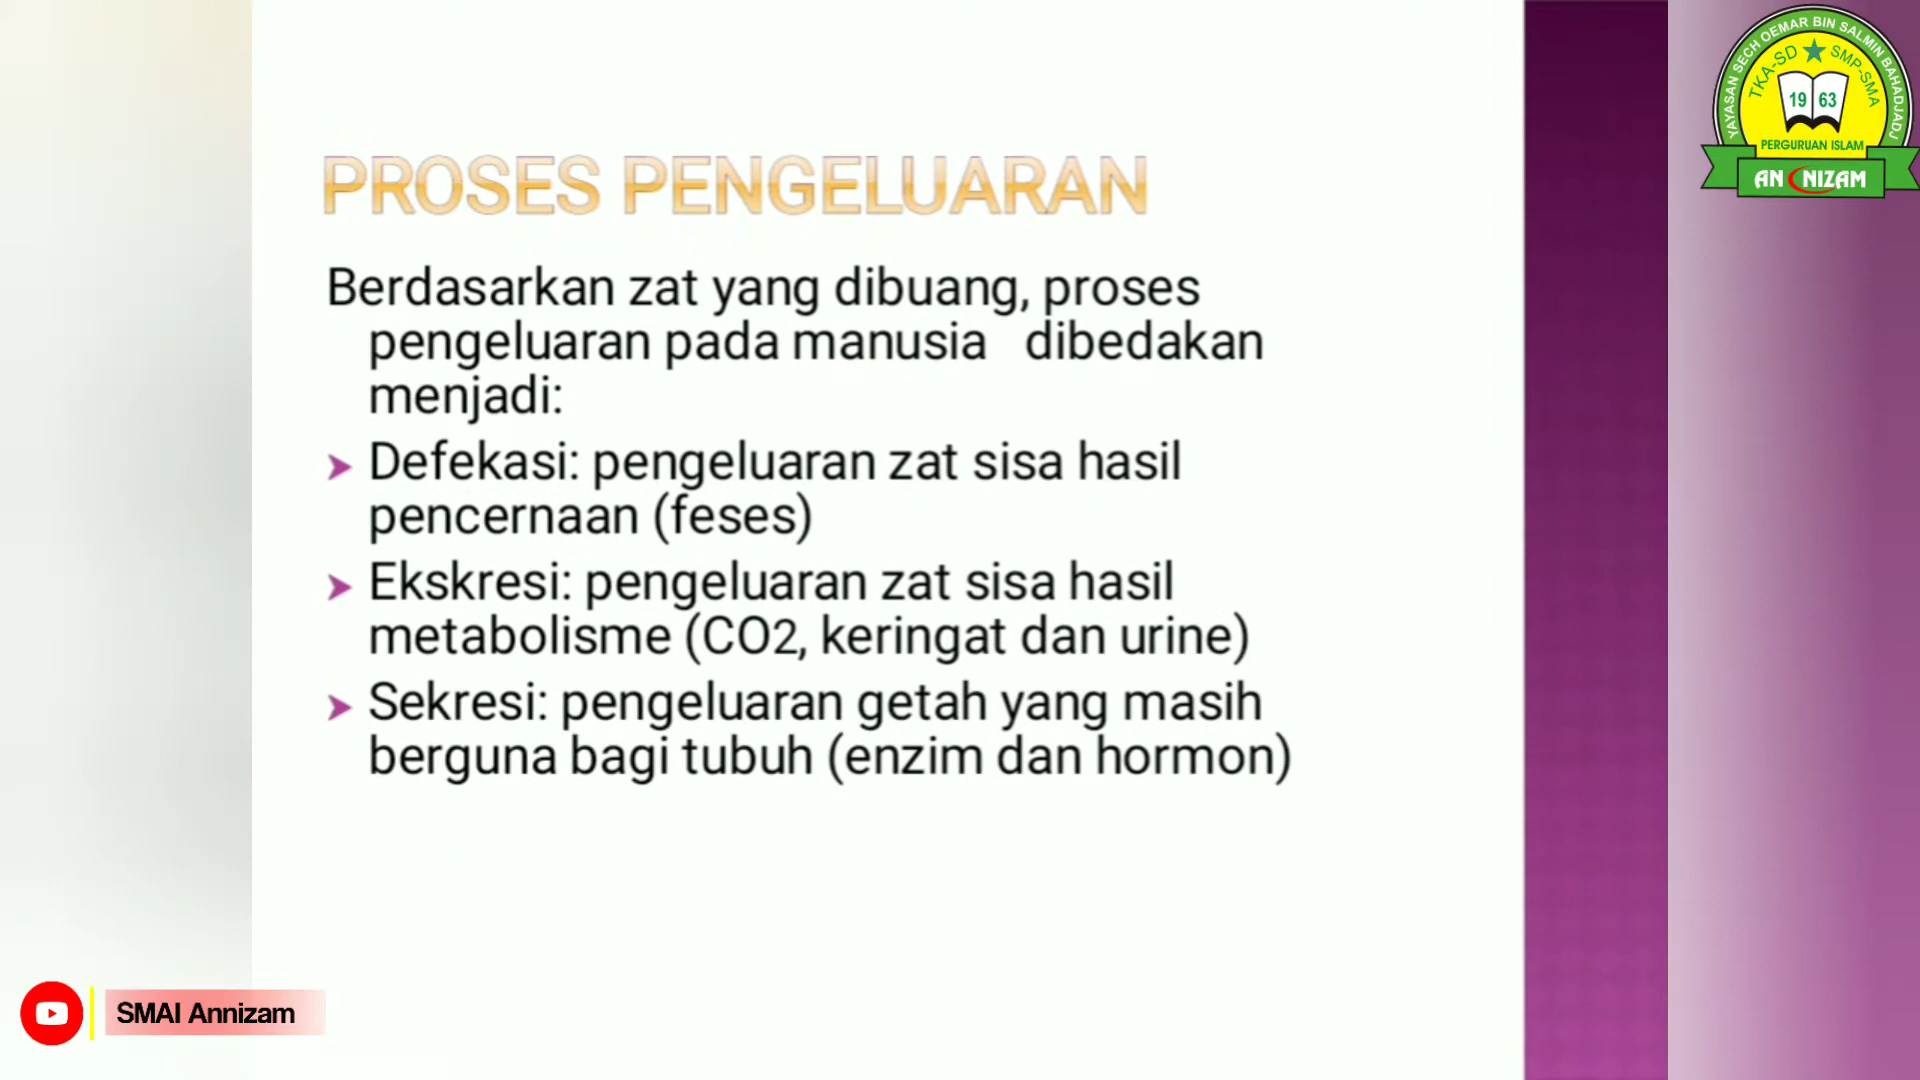 YAYASAN SECH OEMAR BIN SALMIN BAHADJADJ
TKA-SD SMP-SMA
19 63
PERGURUAN ISLAM
AN NIZAM
PROSES PENGELUARAN
Berdasarkan zat yang dibuang, proses
pengeluaran pada manusia dibedakan
menjadi:
Defekasi: pengeluaran zat sisa hasil
pencernaan (feses)
Ekskresi: pengeluaran zat sisa hasil
metabolisme (CO2, keringat dan urine)
Sekresi: pengeluaran getah yang masih
berguna bagi tubuh (enzim dan hormon)
SMAI Annizam